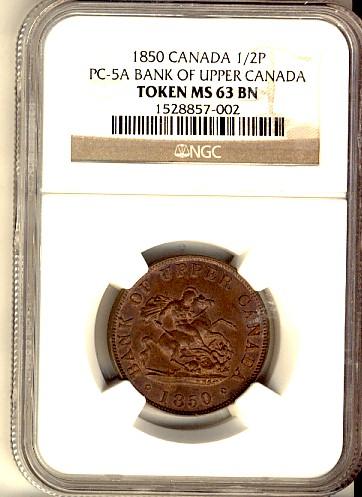 1850 CANADA 1/2P
PC-5A BANK OF UPPER CANADA
TOKEN MS 63 BN
1528857-002
NGC
BANK OF UPPER CANADA
1850